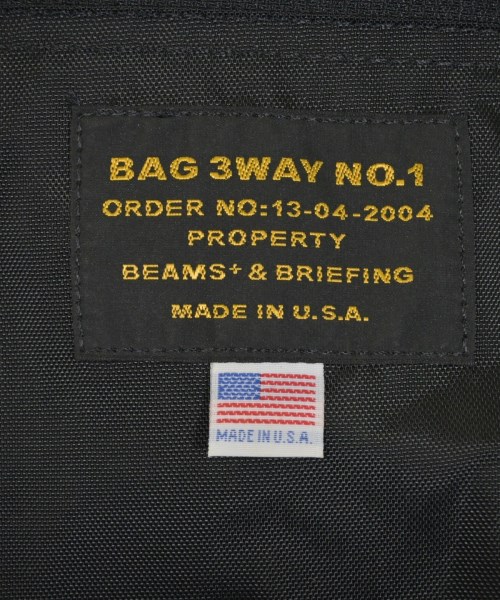 BAG 3WAY NO.1
ORDER NO:13-04-2004
PROPERTY
BEAMS+ & BRIEFING
MADE IN U.S.A.
MADE IN U.S.A.